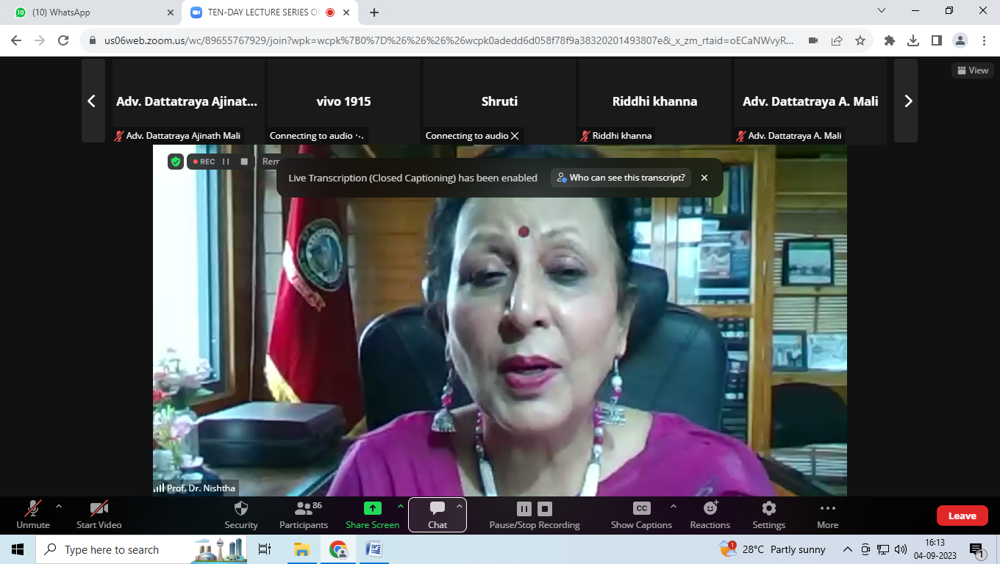 (10) WhatsApp
TEN-DAY LECTURE SERIES O
us06web.zoom.us/wc/89655767929/join?wpk=wcpk%7B0%7D%26%26%26%26wcpk0adedd6d058f78f9a38320201493807e&_x_zm_rtaid=oECaNWvyR...
View
Adv. Dattatraya Ajinat...
vivo 1915
Shruti
Riddhi khanna
Adv. Dattatraya A. Mali
Adv. Dattatraya Ajinath Mali
Connecting to audio
Connecting to audio
Riddhi khanna
Adv. Dattatraya A. Mali
REC
Rem
Live Transcription (Closed Captioning) has been enabled
Who can see this transcript?
Prof. Dr. Nishtha
86
CC
Unmute
Start Video
Security
Participants
Share Screen
Chat
Pause/Stop Recording
Show Captions
Reactions
Settings
More
Leave
Type here to search
28°C Partly sunny
16:13
04-09-2023